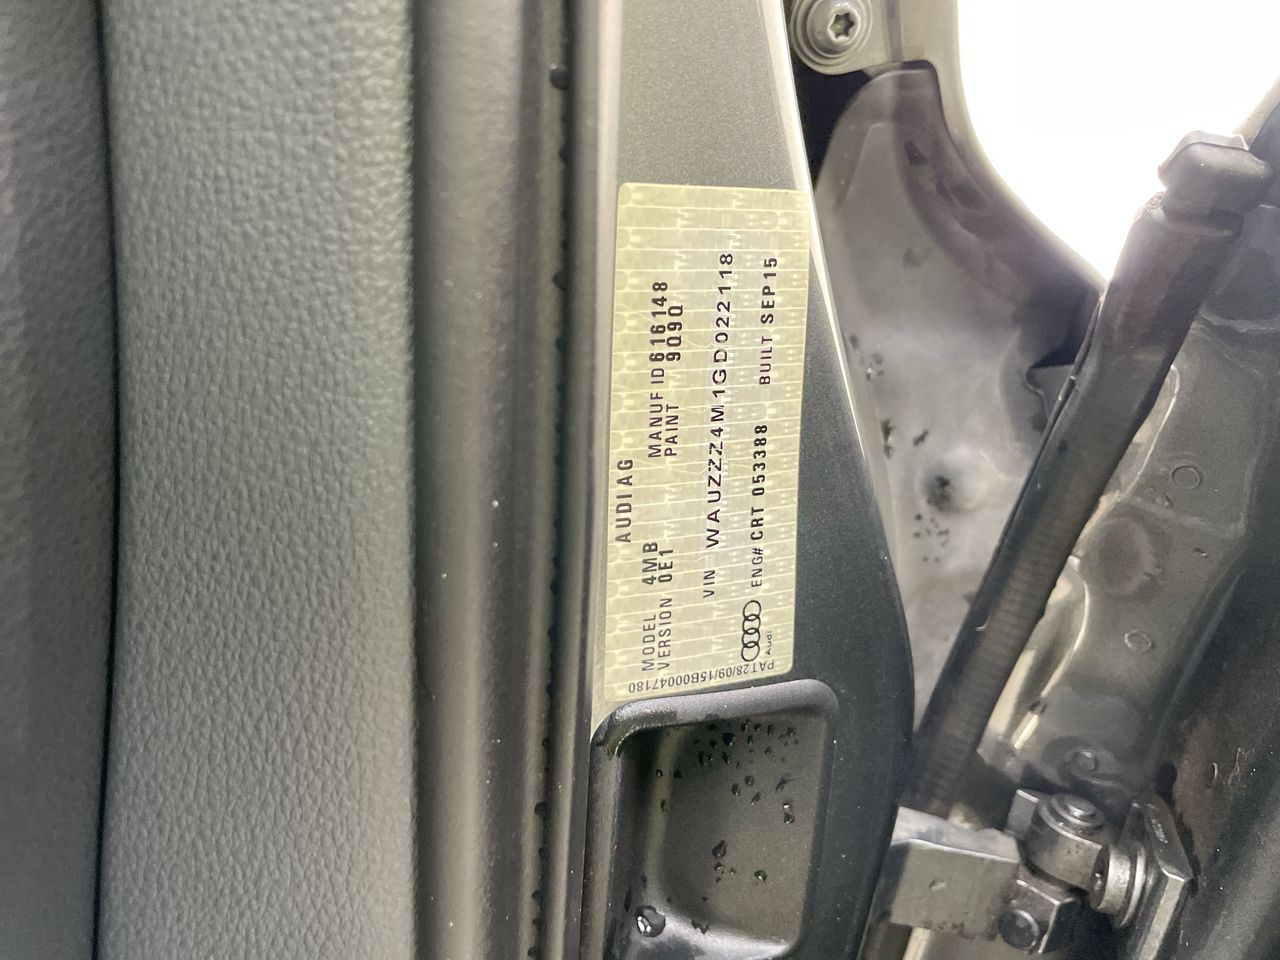 AUDI AG
MODEL 4MB MANUF ID 616148
VERSION 0E1 PAINT 9Q9Q
VIN WAUZZZ4M1GD022118
ENG# CRT 053388 BUILT SEP15
Audi
PAT28/09/15B00047180